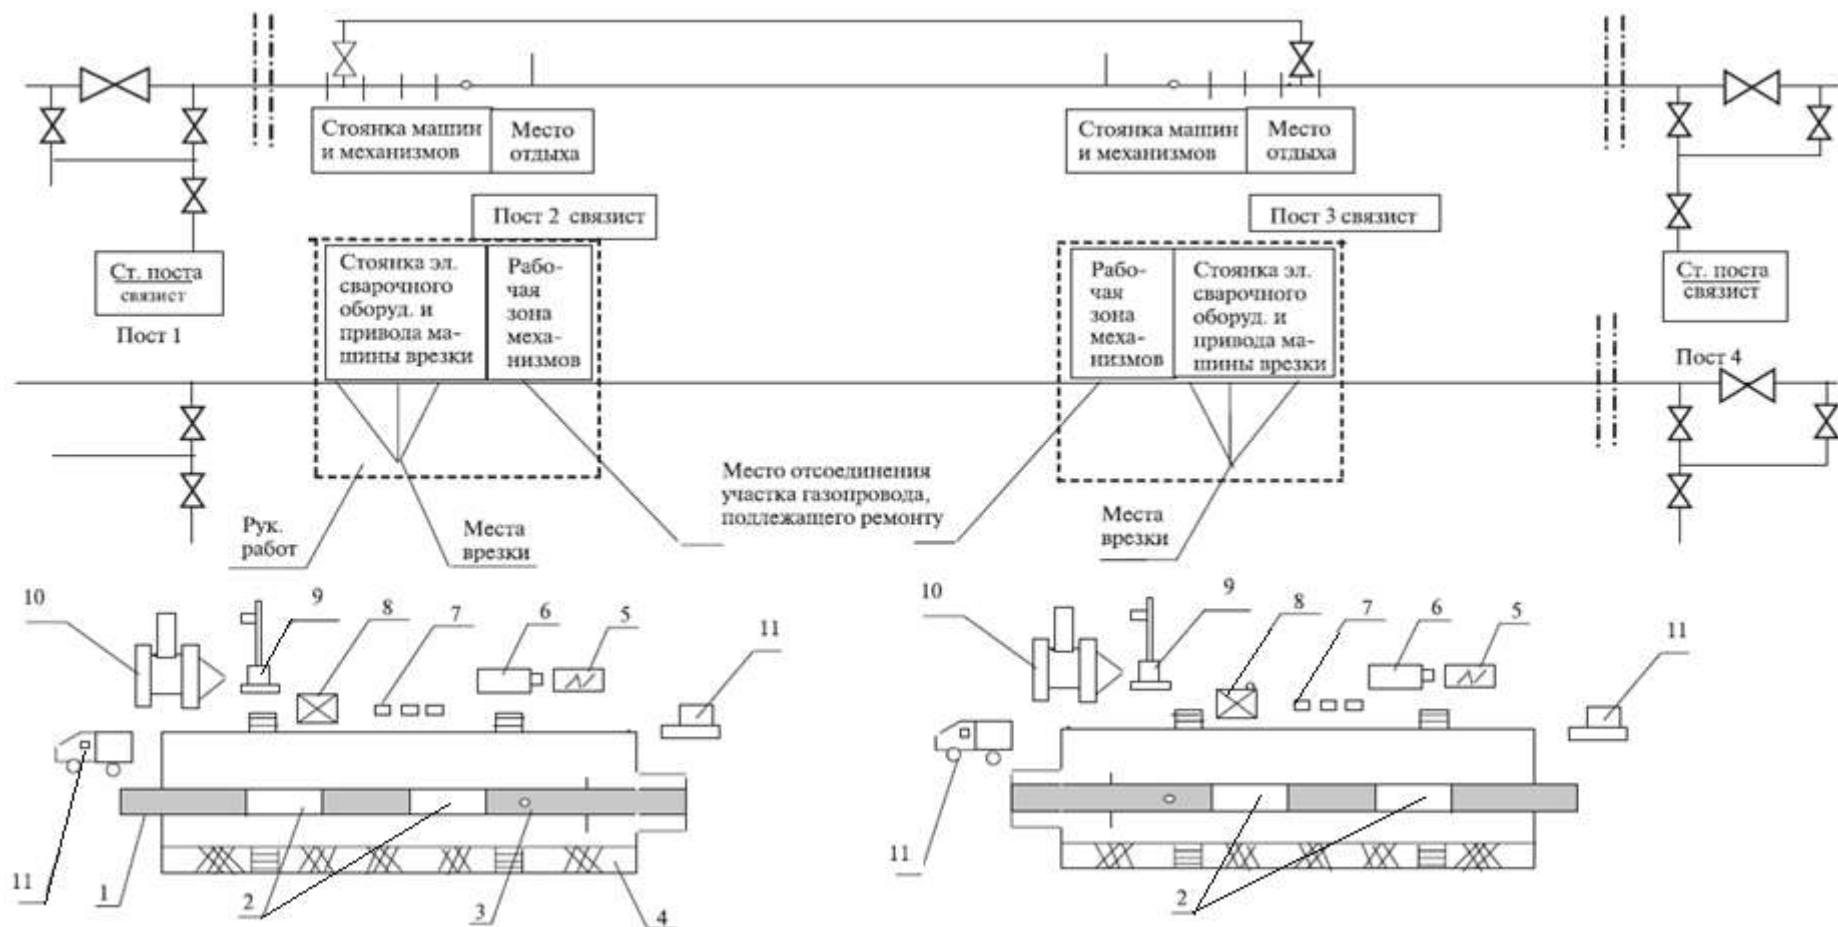 Стоянка машин
и механизмов
Место
отдыха
Стоянка машин
и механизмов
Место
отдыха
Пост 2 связист
Пост 3 связист
Ст. поста
связист
Пост 1
Стоянка эл.
сварочного
оборуд. и
привода ма-
шины врезки
Рабо-
чая
зона
меха-
низмов
Рабо-
чая
зона
меха-
низмов
Стоянка эл.
сварочного
оборуд. и
привода ма-
шины врезки
Ст. поста
связист
Пост 4
Рук.
работ
Места
врезки
Место отсоединения
участка газопровода,
подлежащего ремонту
Места
врезки
10
9
8
7
6
5
11
11
1
2
3
4
10
9
8
7
6
5
11
11
2